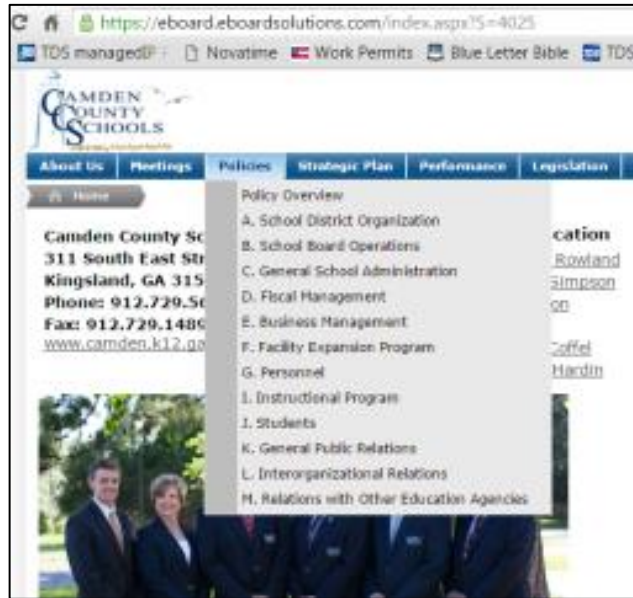 https://eboard.eboardsolutions.com/index.aspx?S=4025
TDS managedIP Novatime Work Permits Blue Letter Bible TDS
CAMDEN
COUNTY
SCHOOLS
About Us Meetings Policies Strategic Plan Performance Legislation
Home
Policy Overview
A. School District Organization
B. School Board Operations
C. General School Administration
D. Fiscal Management
E. Business Management
F. Facility Expansion Program
G. Personnel
I. Instructional Program
J. Students
K. General Public Relations
L. Interorganizational Relations
M. Relations with Other Education Agencies
Camden County Sc
311 South East Str
Kingsland, GA 315
Phone: 912.729.56
Fax: 912.729.1489
www.camden.k12.ga
cation
Rowland
Simpson
on
Coffel
Hardin